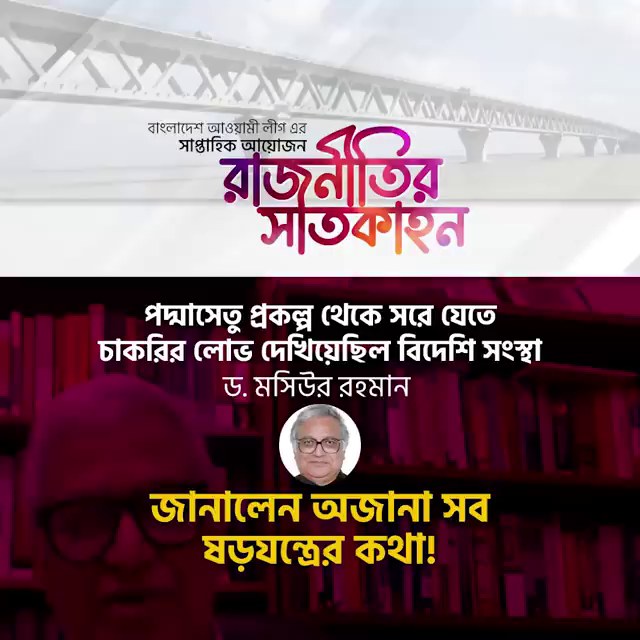 বাংলাদেশ আওয়ামী লীগ এর
সাপ্তাহিক আয়োজন
রাজনীতির
সাতকাহন
পদ্মাসেতু প্রকল্প থেকে সরে যেতে
চাকরির লোভ দেখিয়েছিল বিদেশি সংস্থা
ড. মসিউর রহমান
জানালেন অজানা সব
ষড়যন্ত্রের কথা!